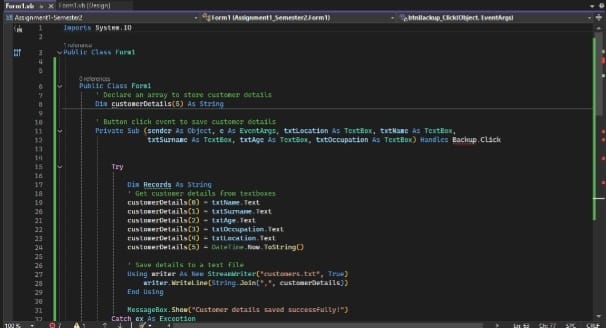 Form1.vb Form1.vb [Design]
Assignment1-Semester2 Form1 (Assignment1_Semester2.Form1) btnBackup_Click(Object, EventArgs)
1 Imports System.IO
2
1 reference
3 Public Class Form1
4
5
0 references
6 Public Class Form1
7 ' Declare an array to store customer details
8 Dim customerDetails(5) As String
9
10 ' Button click event to save customer details
11 Private Sub (sender As Object, e As EventArgs, txtLocation As TextBox, txtName As TextBox,
12 txtSurname As TextBox, txtAge As TextBox, txtOccupation As TextBox) Handles Backup.Click
13
14
15 Try
16
17 Dim Records As String
18 ' Get customer details from textboxes
19 customerDetails(0) = txtName.Text
20 customerDetails(1) = txtSurname.Text
21 customerDetails(2) = txtAge.Text
22 customerDetails(3) = txtOccupation.Text
23 customerDetails(4) = txtLocation.Text
24 customerDetails(5) = DateTime.Now.ToString()
25
26 ' Save details to a text file
27 Using writer As New StreamWriter("customers.txt", True)
28 writer.WriteLine(String.Join(",", customerDetails))
29 End Using
30
31 MessageBox.Show("Customer details saved successfully!")
32 Catch ex As Exception
100 % 7 1 Ln: 63 Ch: 77 SPC CRLF